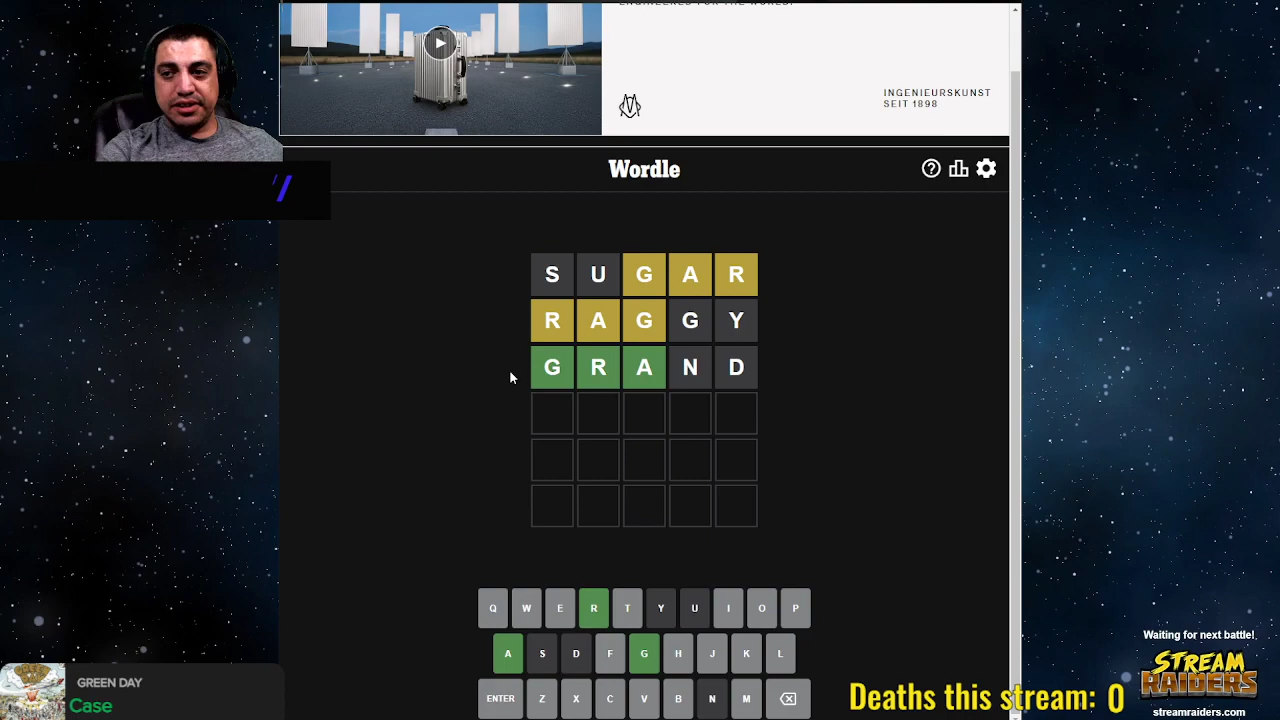 INGENIEURSKUNST
SEIT 1898
Wordle
S U G A R
R A G G Y
G R A N D
Q W E R T Y U I O P
A S D F G H J K L
ENTER Z X C V B N M
GREEN DAY
Case
Waiting for next battle!
STREAM
RAIDERS
streamraiders.com
Deaths this stream: 0